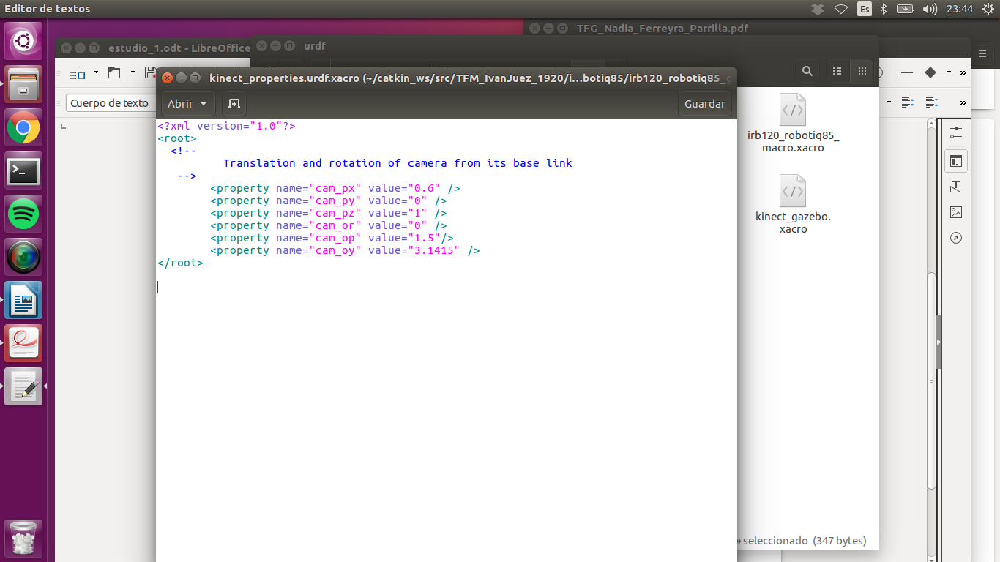 Editor de textos
Es
23:44
TFG_Nadia_Ferreyra_Parrilla.pdf
estudio_1.odt - LibreOffice
urdf
kinect_properties.urdf.xacro (~/catkin_ws/src/TFM_IvanJuez_1920/i...botiq85/irb120_robotiq85_g
Abrir
Guardar
Cuerpo de texto
<?xml version="1.0"?>
<root>
<!--
Translation and rotation of camera from its base link
-->
<property name="cam_px" value="0.6" />
<property name="cam_py" value="0" />
<property name="cam_pz" value="1" />
<property name="cam_or" value="0" />
<property name="cam_op" value="1.5"/>
<property name="cam_oy" value="3.1415" />
</root>
irb120_robotiq85_
macro.xacro
kinect_gazebo.
xacro
» seleccionado (347 bytes)